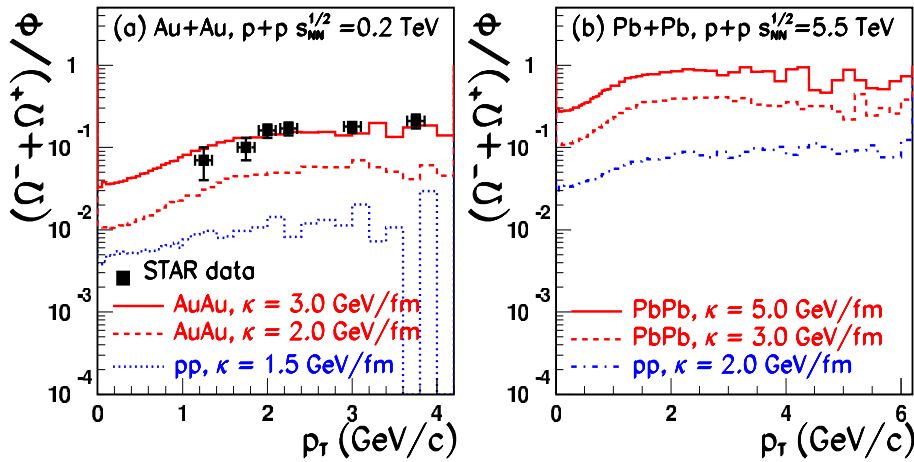 (a) Au+Au, p+p s_NN^1/2 =0.2 TeV
(Ω⁻+Ω⁺)/Φ
1
10⁻¹
10⁻²
10⁻³
10⁻⁴
STAR data
AuAu, κ = 3.0 GeV/fm
AuAu, κ = 2.0 GeV/fm
pp, κ = 1.5 GeV/fm
0 1 2 3 4
p_T (GeV/c)
(b) Pb+Pb, p+p s_NN^1/2 =5.5 TeV
(Ω⁻+Ω⁺)/Φ
1
10⁻¹
10⁻²
10⁻³
10⁻⁴
PbPb, κ = 5.0 GeV/fm
PbPb, κ = 3.0 GeV/fm
pp, κ = 2.0 GeV/fm
0 2 4 6
p_T (GeV/c)